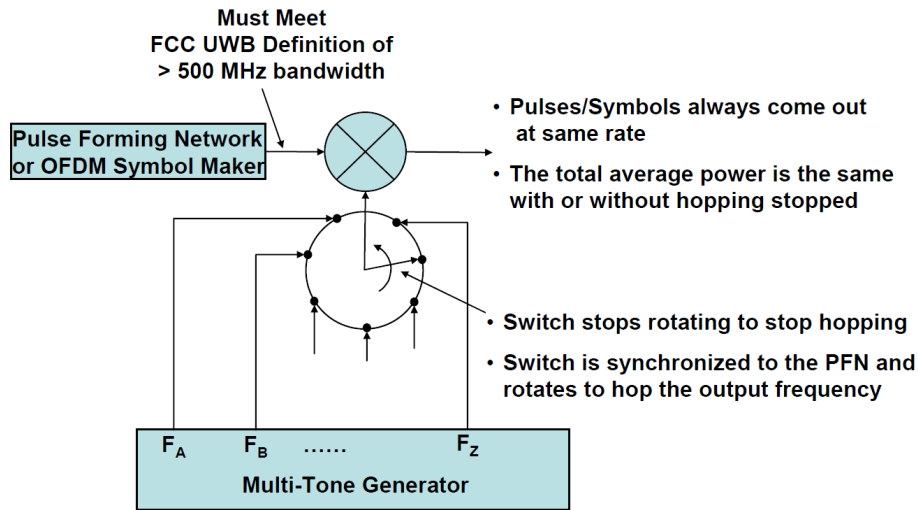 Must Meet
FCC UWB Definition of
> 500 MHz bandwidth
Pulse Forming Network
or OFDM Symbol Maker
• Pulses/Symbols always come out
at same rate
• The total average power is the same
with or without hopping stopped
• Switch stops rotating to stop hopping
• Switch is synchronized to the PFN and
rotates to hop the output frequency
F_A F_B ...... F_Z
Multi-Tone Generator